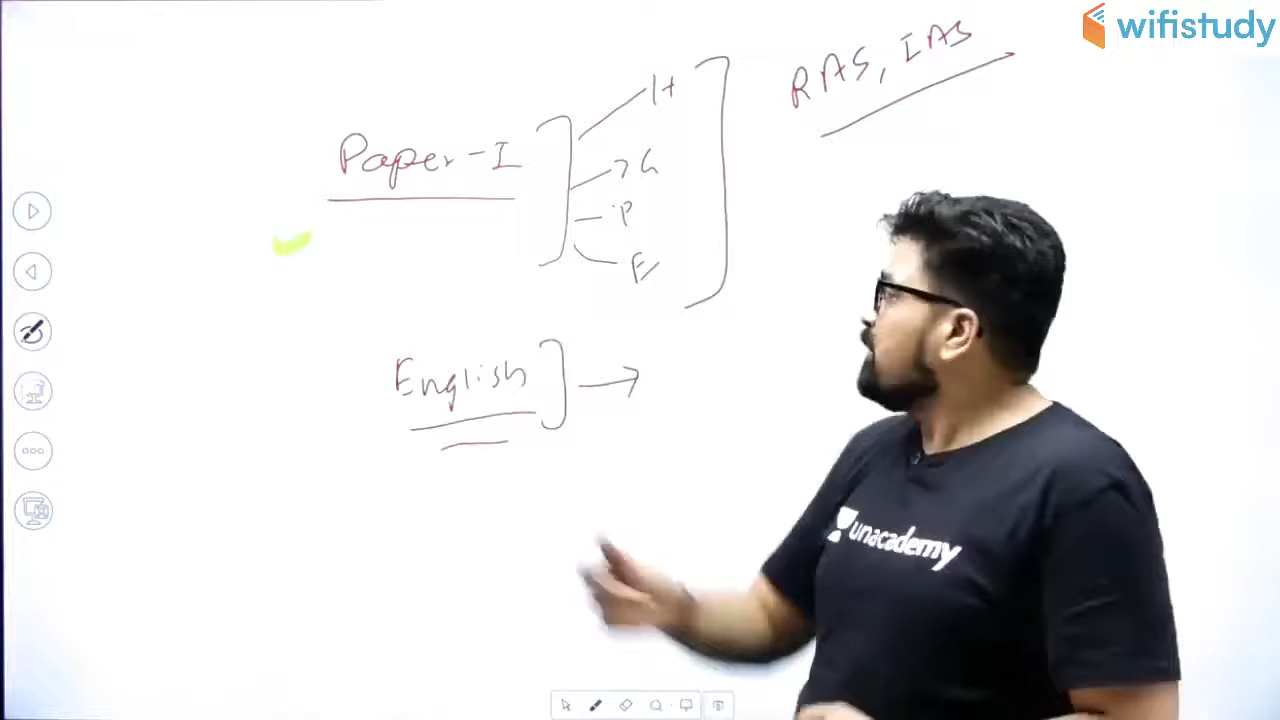 wifistudy
RAS, IAS
Paper-I
H
G
P
E
English
unacademy